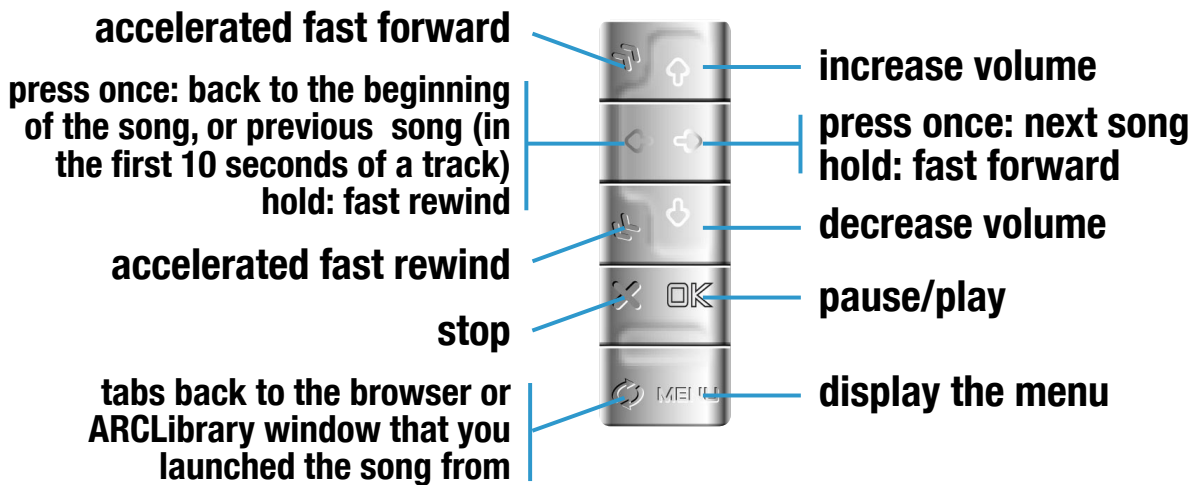 accelerated fast forward
press once: back to the beginning
of the song, or previous song (in
the first 10 seconds of a track)
hold: fast rewind
accelerated fast rewind
stop
tabs back to the browser or
ARCLibrary window that you
launched the song from
OK
MENU
increase volume
press once: next song
hold: fast forward
decrease volume
pause/play
display the menu